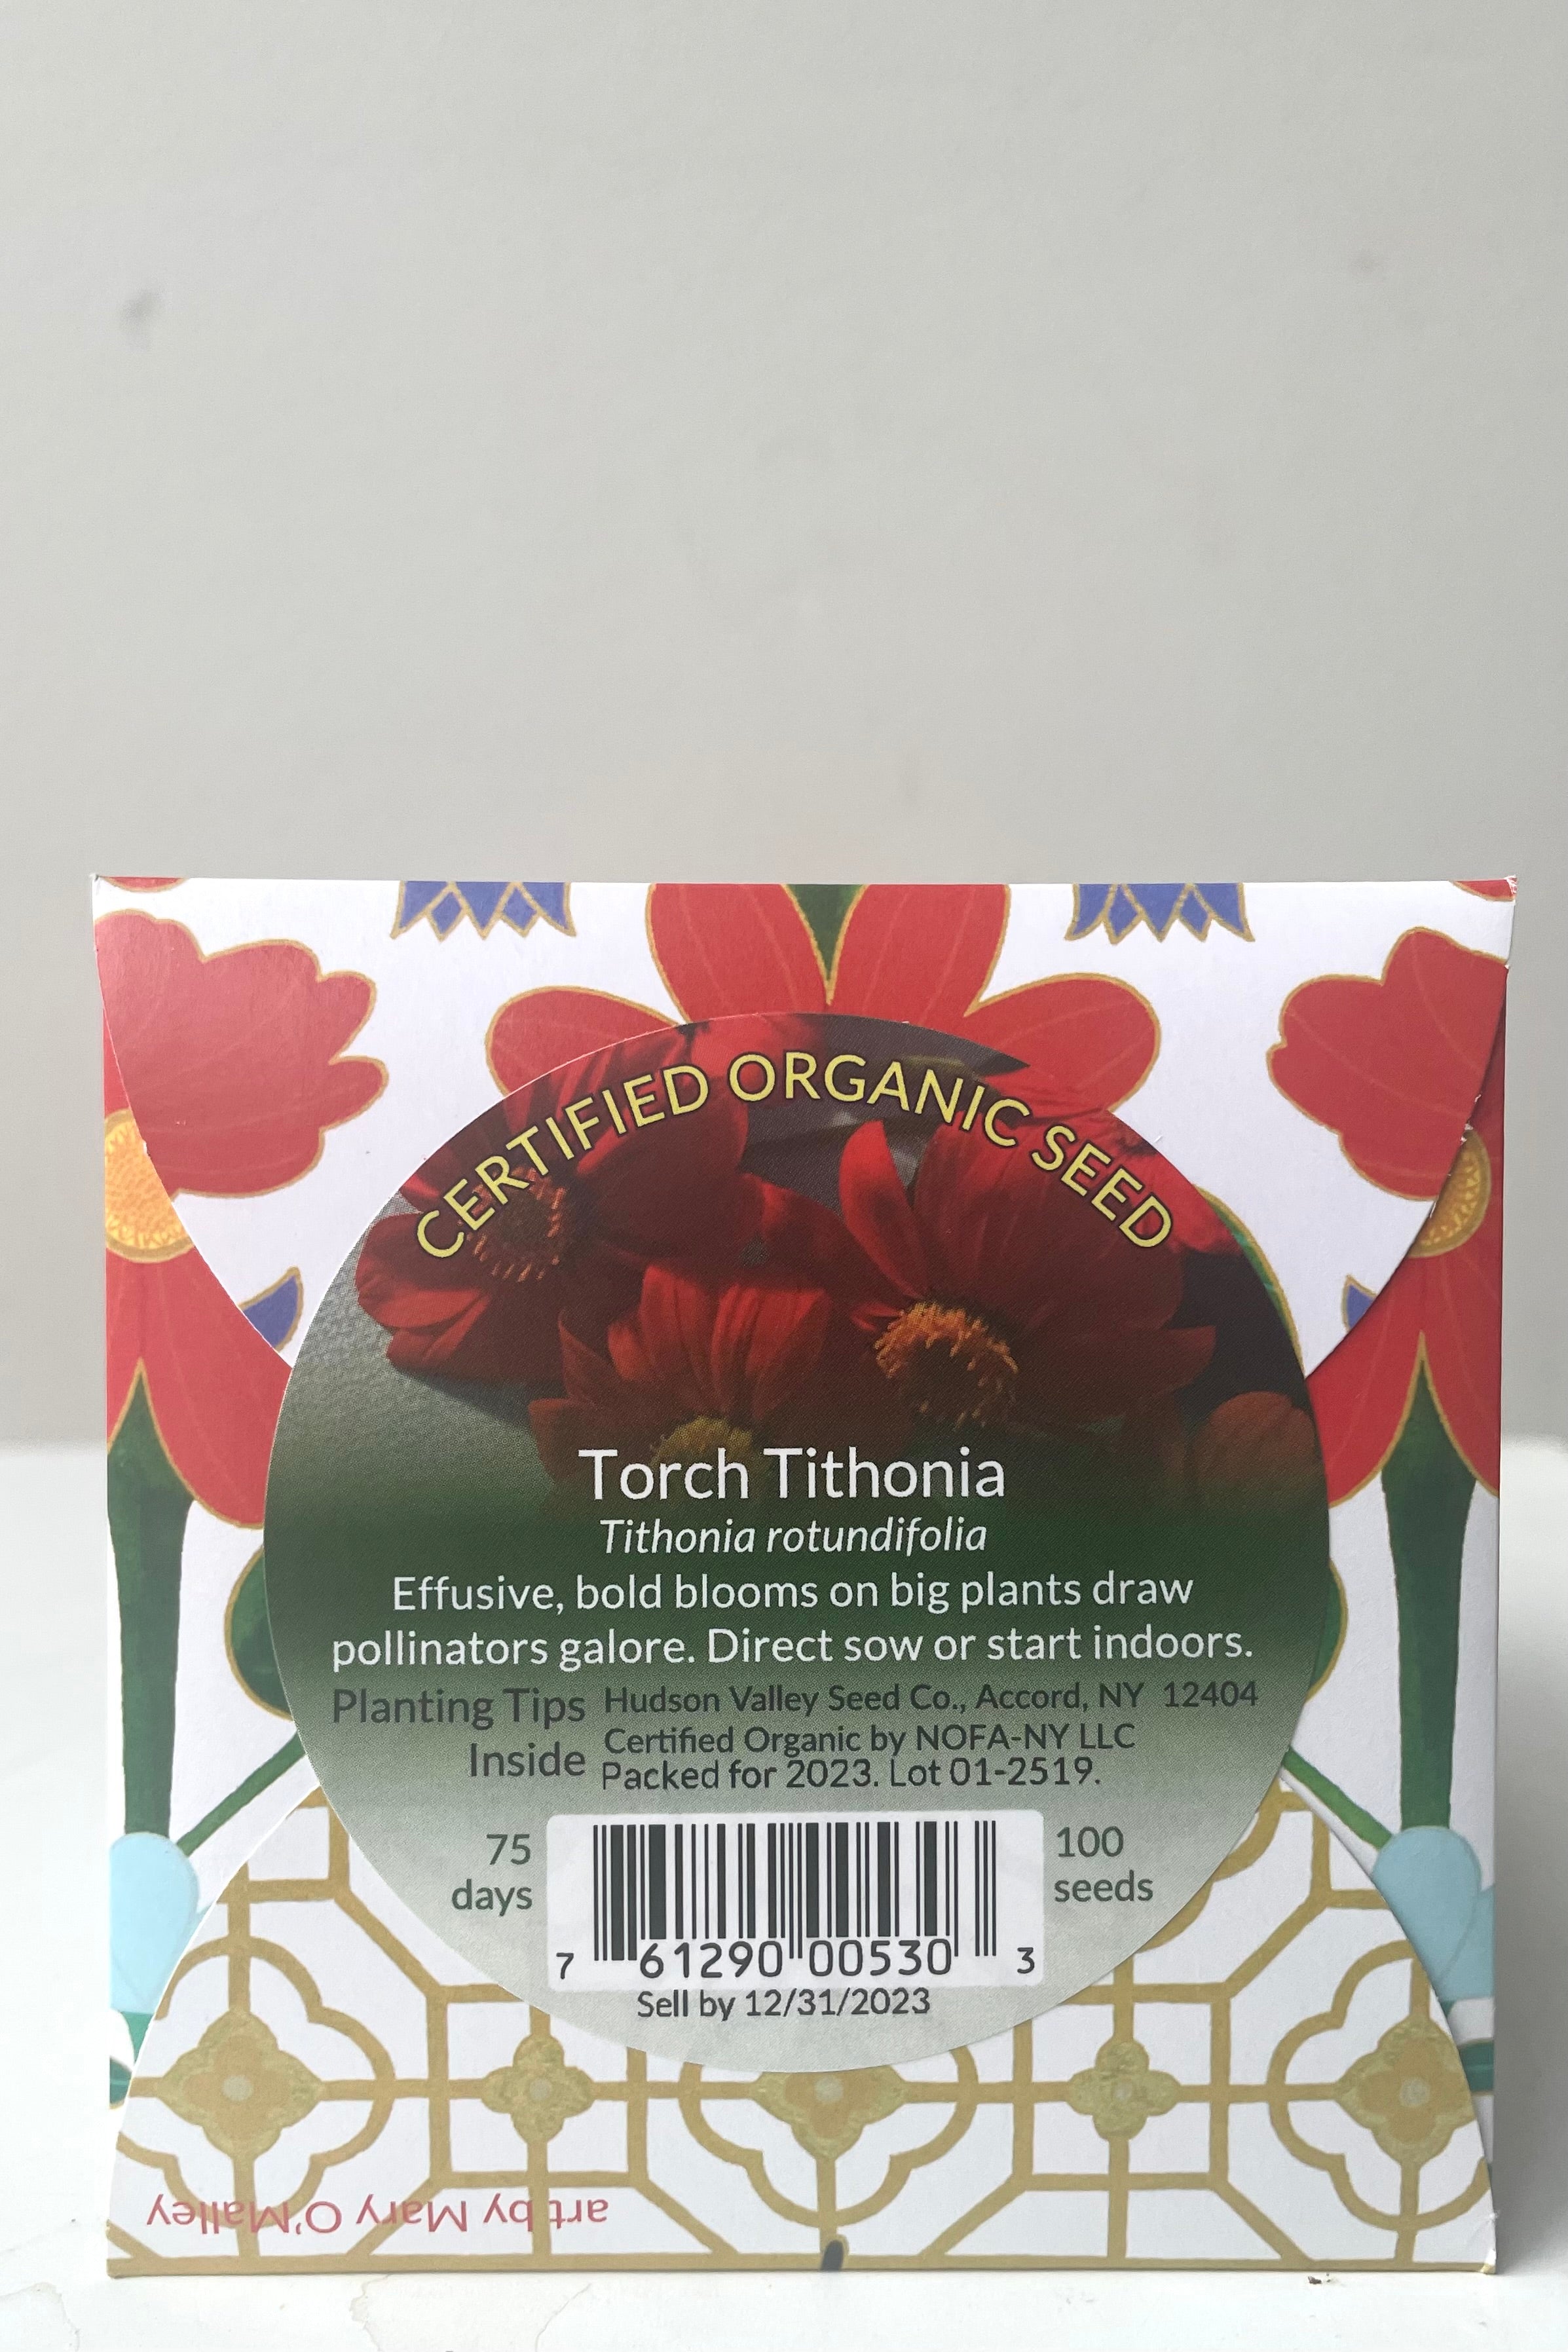 CERTIFIED ORGANIC SEED
Torch Tithonia
Tithonia rotundifolia
Effusive, bold blooms on big plants draw
pollinators galore. Direct sow or start indoors.
Planting Tips
Inside
Hudson Valley Seed Co., Accord, NY 12404
Certified Organic by NOFA-NY LLC
Packed for 2023. Lot 01-2519.
75
days
100
seeds
7 61290 00530 3
Sell by 12/31/2023
art by Mary O'Malley